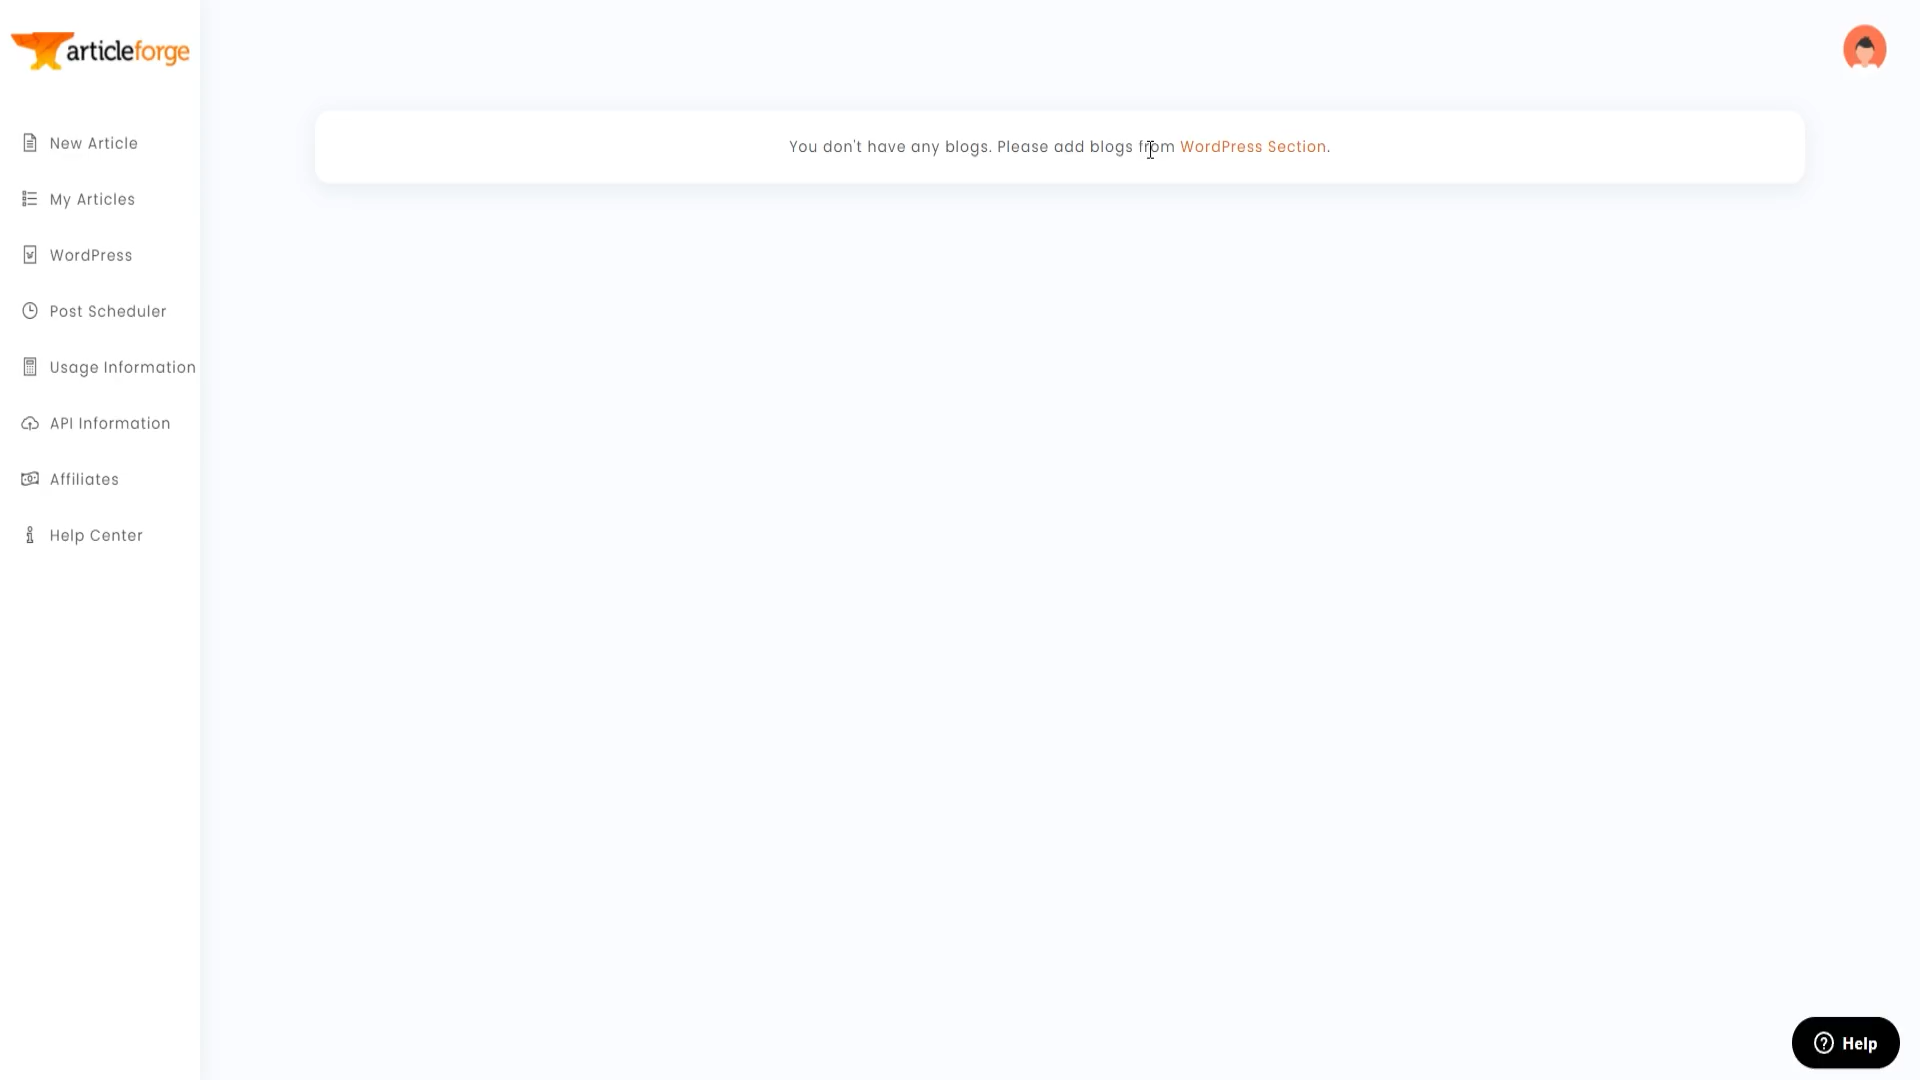 articleforge
New Article
My Articles
WordPress
Post Scheduler
Usage Information
API Information
Affiliates
Help Center
You don't have any blogs. Please add blogs from WordPress Section.
Help